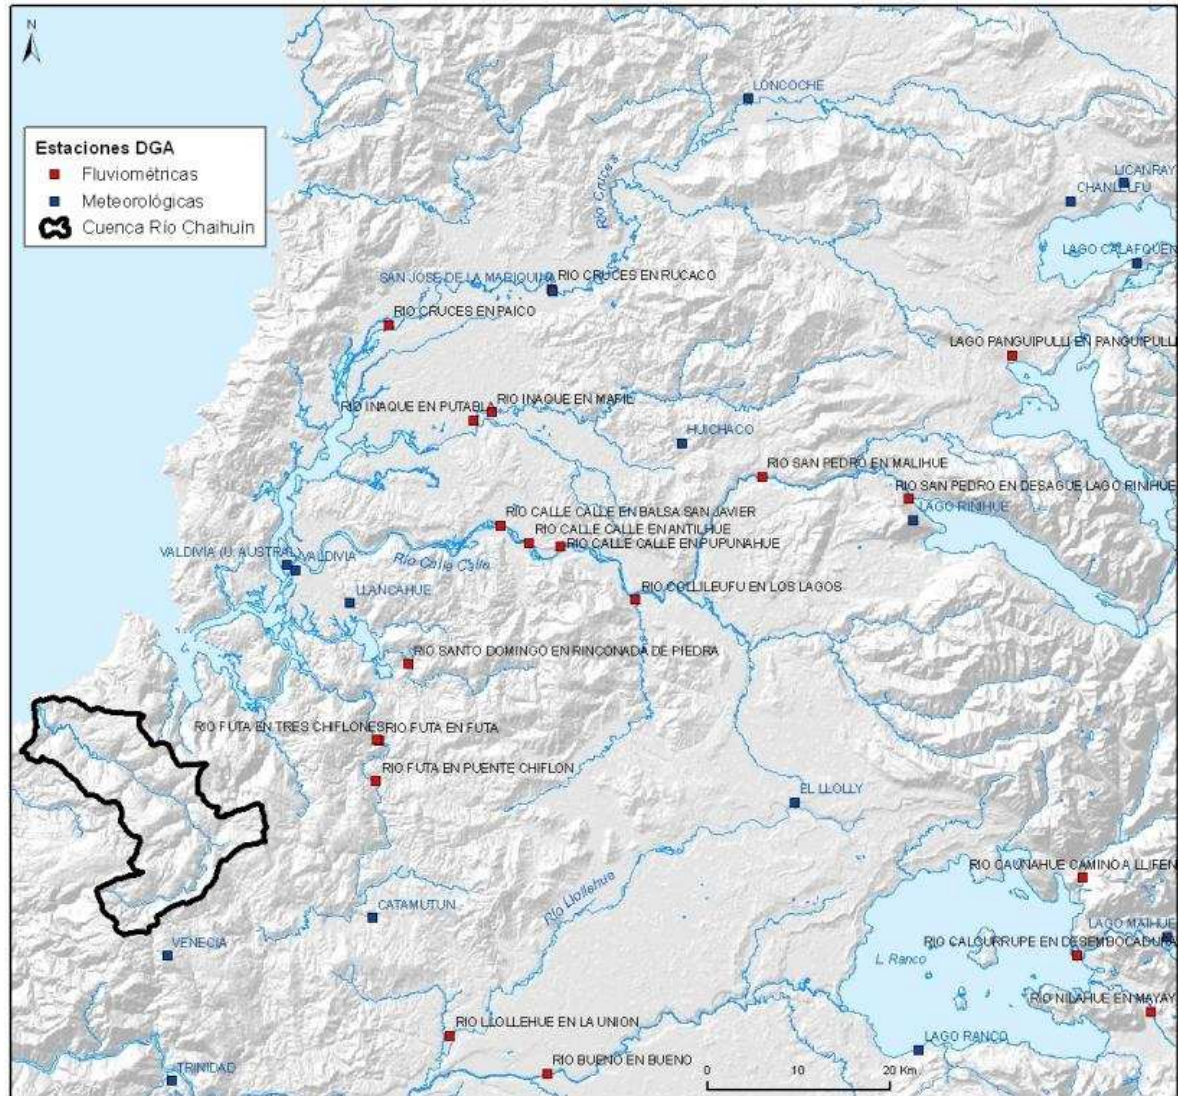 N
LONCOCHE
Estaciones DGA
Fluviométricas
Meteorológicas
Cuenca Río Chaihuín
LICANRAY
CHANLELFU
Río Cruces
LAGO CALAFQUEN
SAN JOSE DE LA MARIQUINA
RIO CRUCES EN RUCACO
RIO CRUCES EN PAICO
LAGO PANGUIPULLI EN PANGUIPULLI
RIO INAQUE EN PUTABLA
RIO INAQUE EN MAFIL
HUICHACO
RIO SAN PEDRO EN MALIHUE
RIO SAN PEDRO EN DESAGUE LAGO RINIHUE
LAGO RINIHUE
RIO CALLE CALLE EN BALSA SAN JAVIER
RIO CALLE CALLE EN ANTILHUE
RIO CALLE CALLE EN PUPUNAHUE
VALDIVIA (U. AUSTRAL)
VALDIVIA
Río Calle Calle
LLANCAHUE
RIO COLLILEUFU EN LOS LAGOS
RIO SANTO DOMINGO EN RINCONADA DE PIEDRA
RIO FUTA EN TRES CHIFLONES
RIO FUTA EN FUTA
RIO FUTA EN PUENTE CHIFLON
EL LLOLLY
RIO CAUNAHUE CAMINO A LLIFEN
Río Llollehue
CATAMUTUN
LAGO MAIHUE
VENECIA
RIO CALCURRUPE EN DESEMBOCADURA
L. Ranco
RIO NILAHUE EN MAYAY
RIO LLOLLEHUE EN LA UNION
LAGO RANCO
RIO BUENO EN BUENO
TRINIDAD
0 10 20 Km